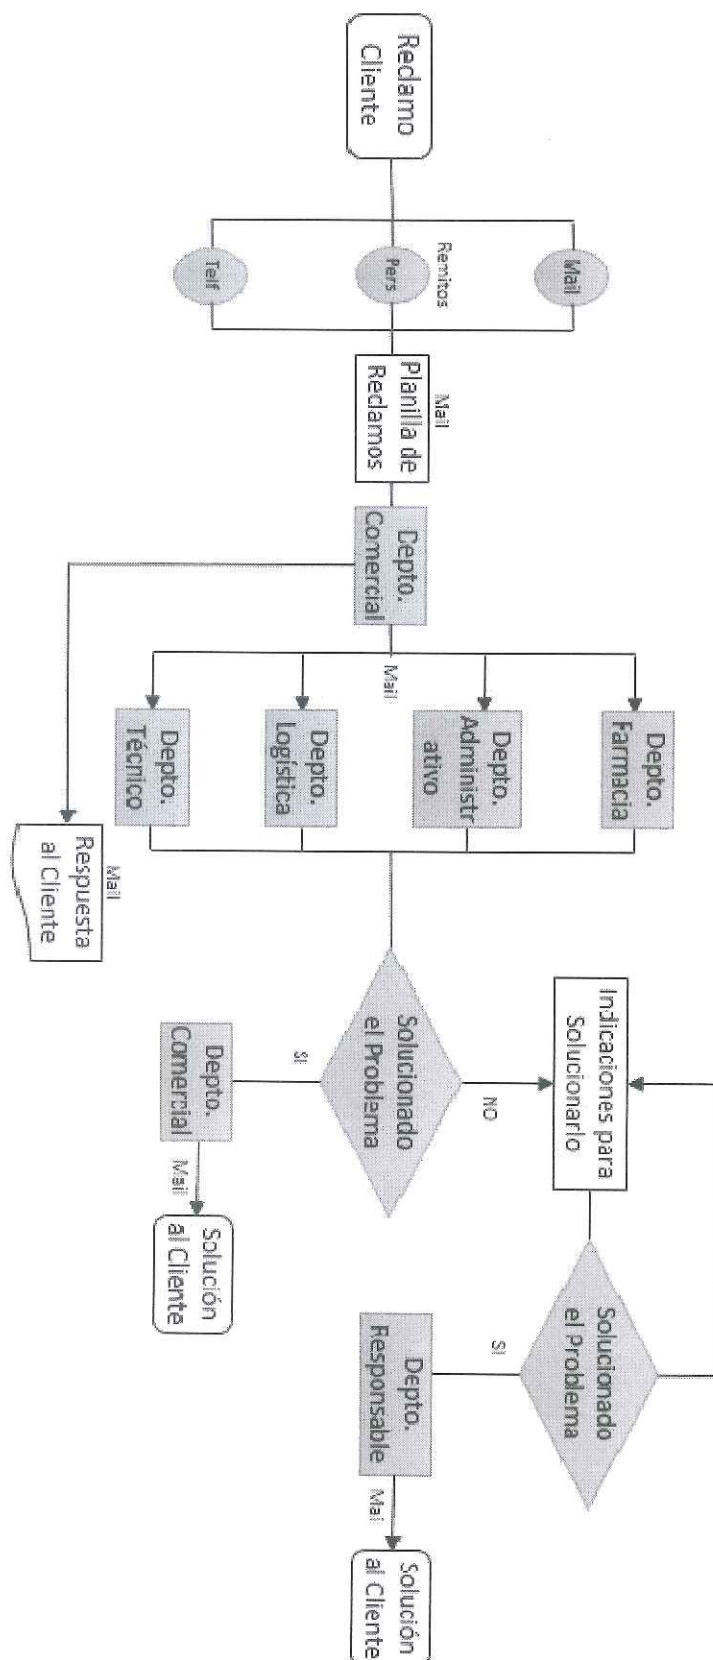 Reclamo
Cliente
Mail
Remitos
Pers
Telf
Mail
Planilla de
Reclamos
Depto.
Comercial
Mail
Depto.
Farmacia
Depto.
Administr
ativo
Depto.
Logística
Depto.
Técnico
Mail
Respuesta
al Cliente
Solucionado
el Problema
NO
SI
Indicaciones para
Solucionarlo
Depto.
Comercial
Mail
Solución
al Cliente
Solucionado
el Problema
SI
Depto.
Responsable
Mail
Solución
al Cliente